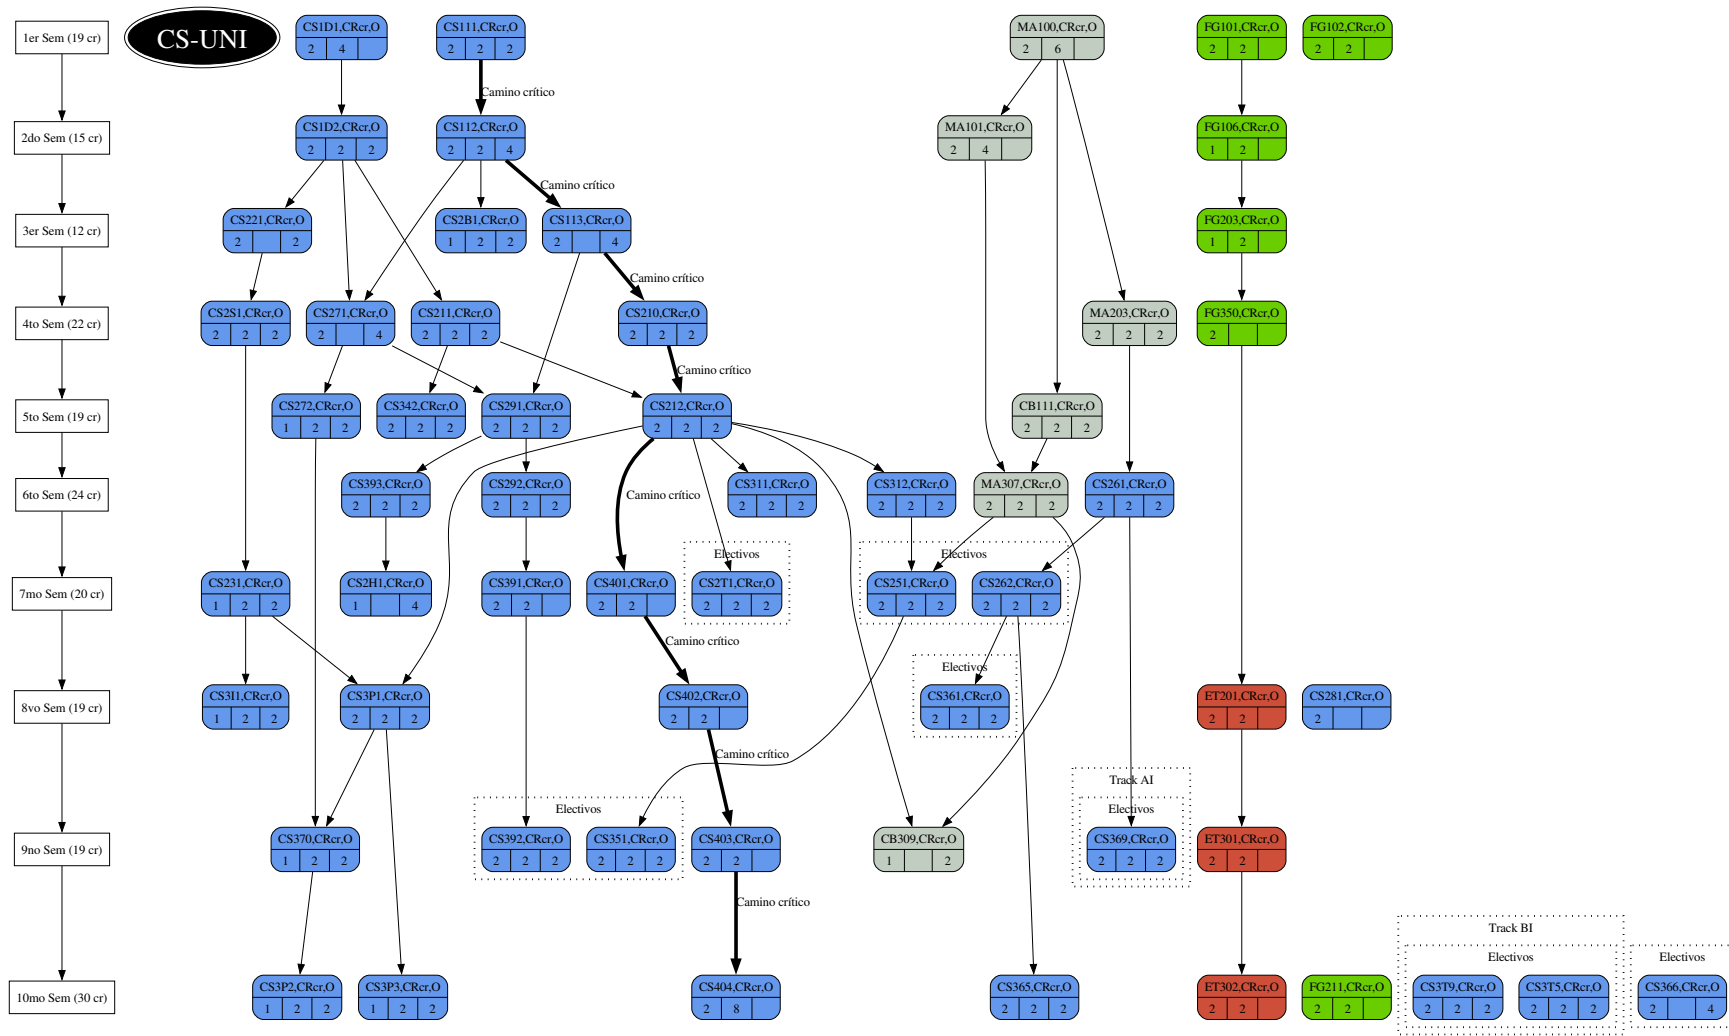 1er Sem (19 cr)
CS-UNI
CS1D1,CRcr,O
2 4
CS111,CRcr,O
2 2 2
MA100,CRcr,O
2 6
FG101,CRcr,O
2 2
FG102,CRcr,O
2 2
Camino crítico
2do Sem (15 cr)
CS1D2,CRcr,O
2 2 2
CS112,CRcr,O
2 2 4
MA101,CRcr,O
2 4
FG106,CRcr,O
1 2
Camino crítico
3er Sem (12 cr)
CS221,CRcr,O
2 2
CS2B1,CRcr,O
1 2 2
CS113,CRcr,O
2 4
FG203,CRcr,O
1 2
Camino crítico
4to Sem (22 cr)
CS2S1,CRcr,O
2 2 2
CS271,CRcr,O
2 4
CS211,CRcr,O
2 2 2
CS210,CRcr,O
2 2 2
MA203,CRcr,O
2 2 2
FG350,CRcr,O
2
Camino crítico
5to Sem (19 cr)
CS272,CRcr,O
1 2 2
CS342,CRcr,O
2 2 2
CS291,CRcr,O
2 2 2
CS212,CRcr,O
2 2 2
CB111,CRcr,O
2 2 2
6to Sem (24 cr)
CS393,CRcr,O
2 2 2
CS292,CRcr,O
2 2 2
Camino crítico
CS311,CRcr,O
2 2 2
CS312,CRcr,O
2 2 2
MA307,CRcr,O
2 2 2
CS261,CRcr,O
2 2 2
Electivos
Electivos
7mo Sem (20 cr)
CS231,CRcr,O
1 2 2
CS2H1,CRcr,O
1 4
CS391,CRcr,O
2 2
CS401,CRcr,O
2 2
CS2T1,CRcr,O
2 2 2
CS251,CRcr,O
2 2 2
CS262,CRcr,O
2 2 2
Camino crítico
Electivos
8vo Sem (19 cr)
CS3I1,CRcr,O
1 2 2
CS3P1,CRcr,O
2 2 2
CS402,CRcr,O
2 2
CS361,CRcr,O
2 2 2
ET201,CRcr,O
2 2
CS281,CRcr,O
2
Camino crítico
Track AI
Electivos
Electivos
9no Sem (19 cr)
CS370,CRcr,O
1 2 2
CS392,CRcr,O
2 2 2
CS351,CRcr,O
2 2 2
CS403,CRcr,O
2 2
CB309,CRcr,O
1 2
CS369,CRcr,O
2 2 2
ET301,CRcr,O
2 2
Camino crítico
Track BI
Electivos
Electivos
10mo Sem (30 cr)
CS3P2,CRcr,O
1 2 2
CS3P3,CRcr,O
1 2 2
CS404,CRcr,O
2 8
CS365,CRcr,O
2 2 2
ET302,CRcr,O
2 2
FG211,CRcr,O
2 2
CS3T9,CRcr,O
2 2 2
CS3T5,CRcr,O
2 2 2
CS366,CRcr,O
2 4